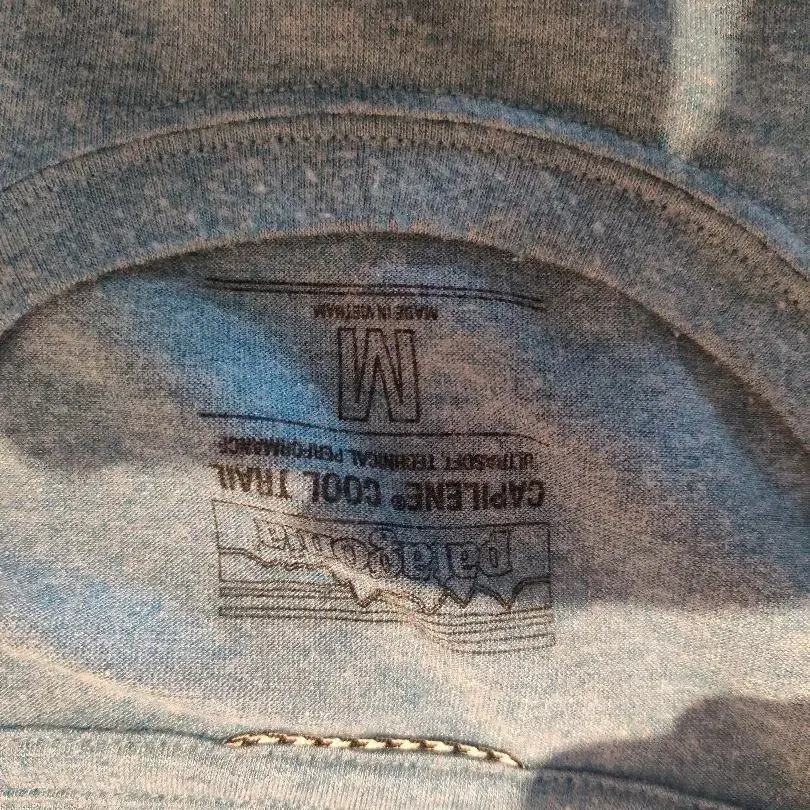 patagonia
CAPILENE® COOL TRAIL
ULTRASOFT, TECHNICAL PERFORMANCE
M
MADE IN VIETNAM